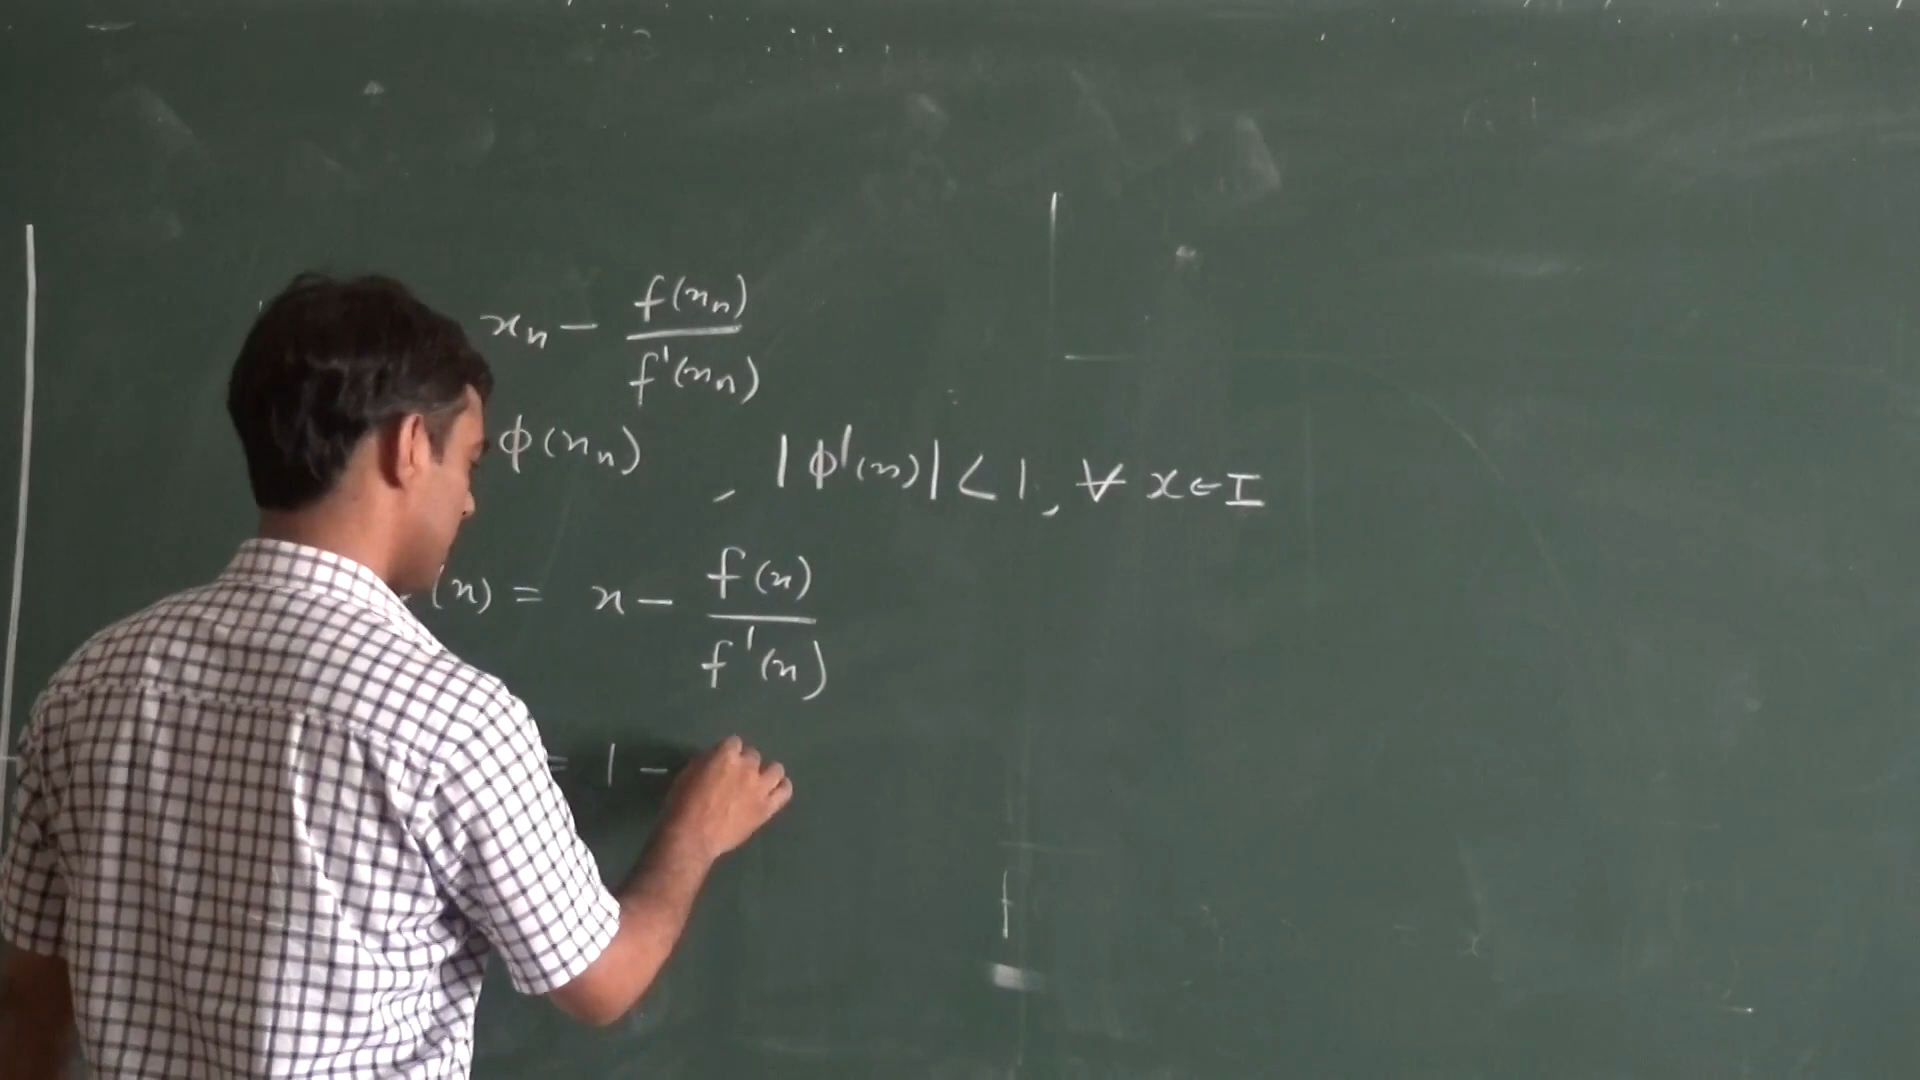 xₙ − f(xₙ)/f'(xₙ)
ϕ(xₙ) , |ϕ'(x)| < 1, ∀ x ∈ I
(x) = x − f(x)/f'(x)
= 1 −